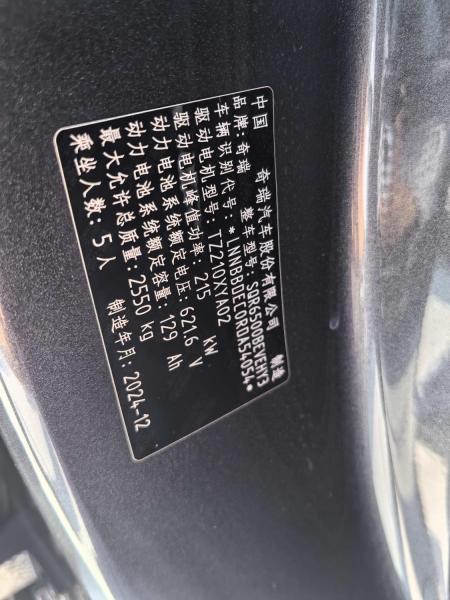 中国 奇瑞汽车股份有限公司 制造
品牌: 奇瑞 整车型号: SQR6500BEVEHY3
车辆识别代号: *LNNBBGEC0RDA54054*
驱动电机型号: TZ210XYA02
驱动电机峰值功率: 215 kW
动力电池系统额定电压: 621.6 V
动力电池系统额定容量: 129 Ah
最大允许总质量: 2550 kg
乘坐人数: 5人 制造年月: 2024-12